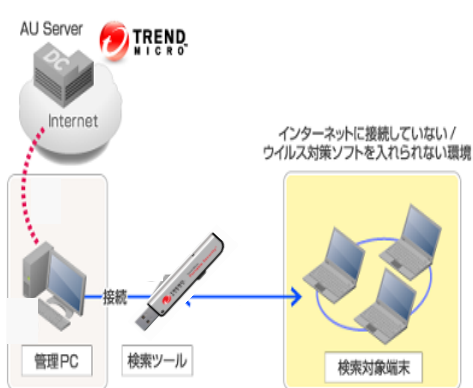 AU Server
TREND
MICRO
DC
Internet
インターネットに接続していない /
ウイルス対策ソフトを入れられない環境
接続
管理PC
検索ツール
検索対象端末